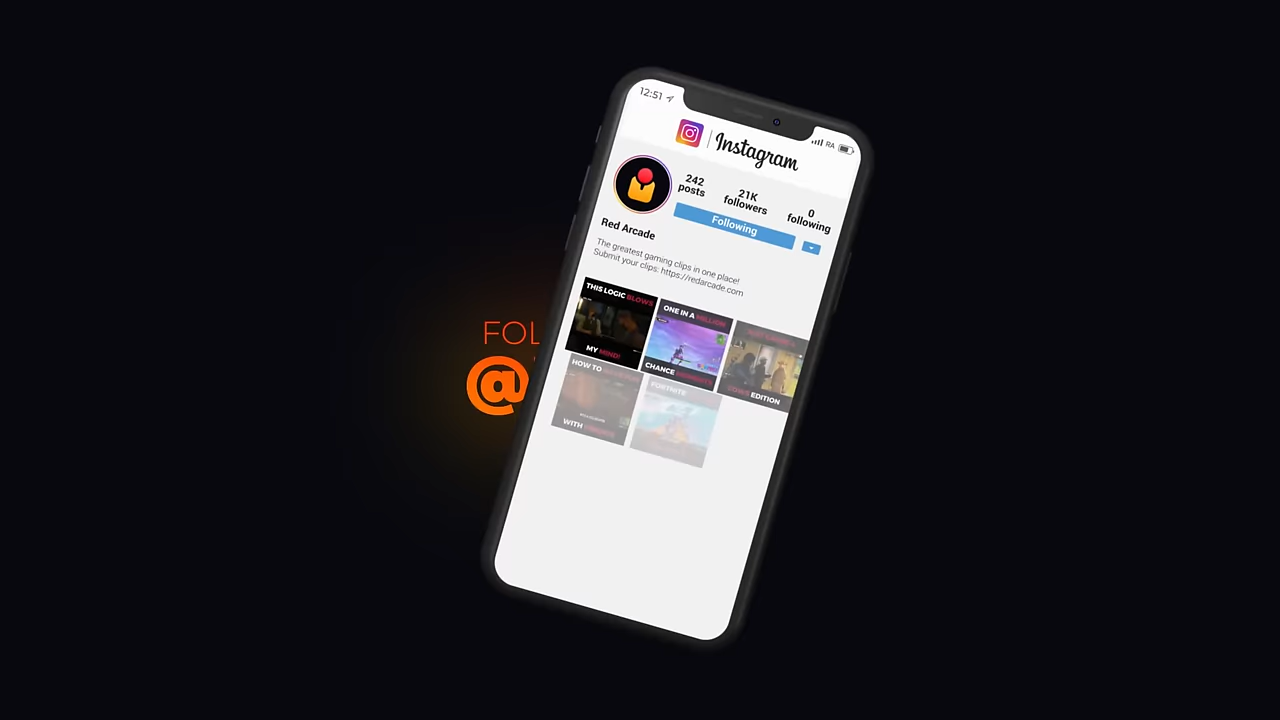 12:51
RA
Instagram
242
posts
21K
followers
0
following
Following
Red Arcade
The greatest gaming clips in one place!
Submit your clips: https://redarcade.com
THIS LOGIC BLOWS
MY MIND!
ONE IN A MILLION
CHANCE
EDITION
HOW TO
WITH
FORTNITE
FOL
@